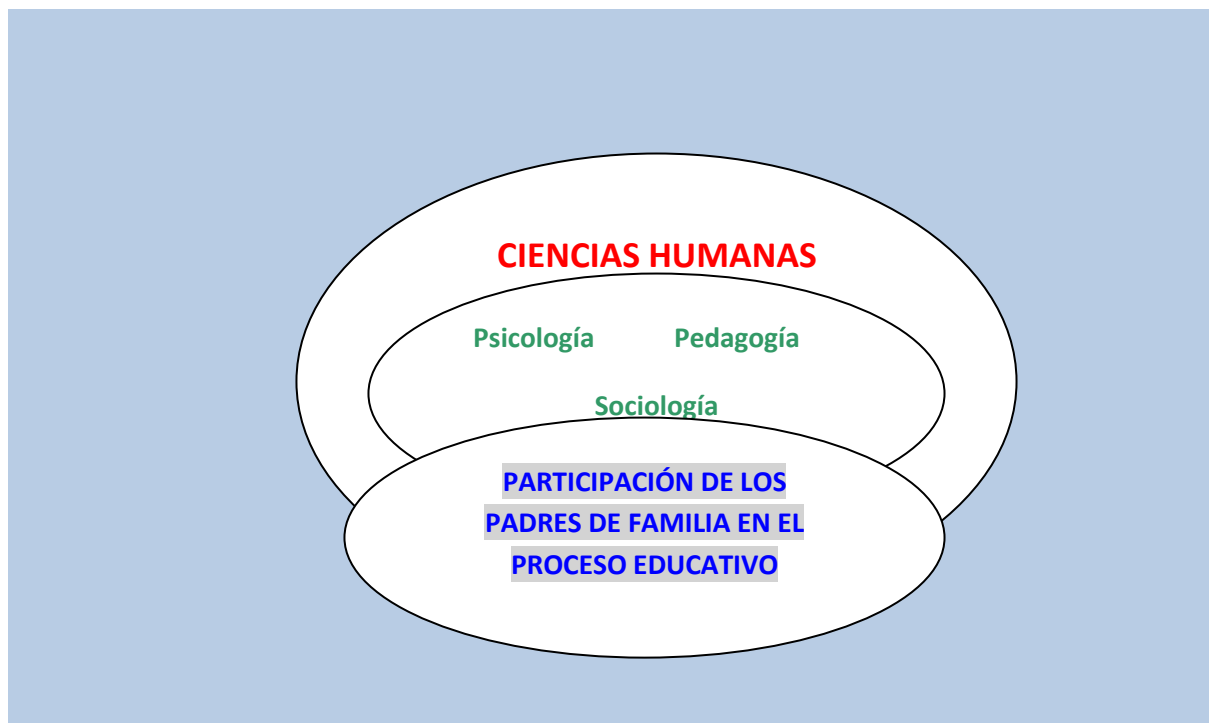 CIENCIAS HUMANAS
Psicología Pedagogía
Sociología
PARTICIPACIÓN DE LOS
PADRES DE FAMILIA EN EL
PROCESO EDUCATIVO